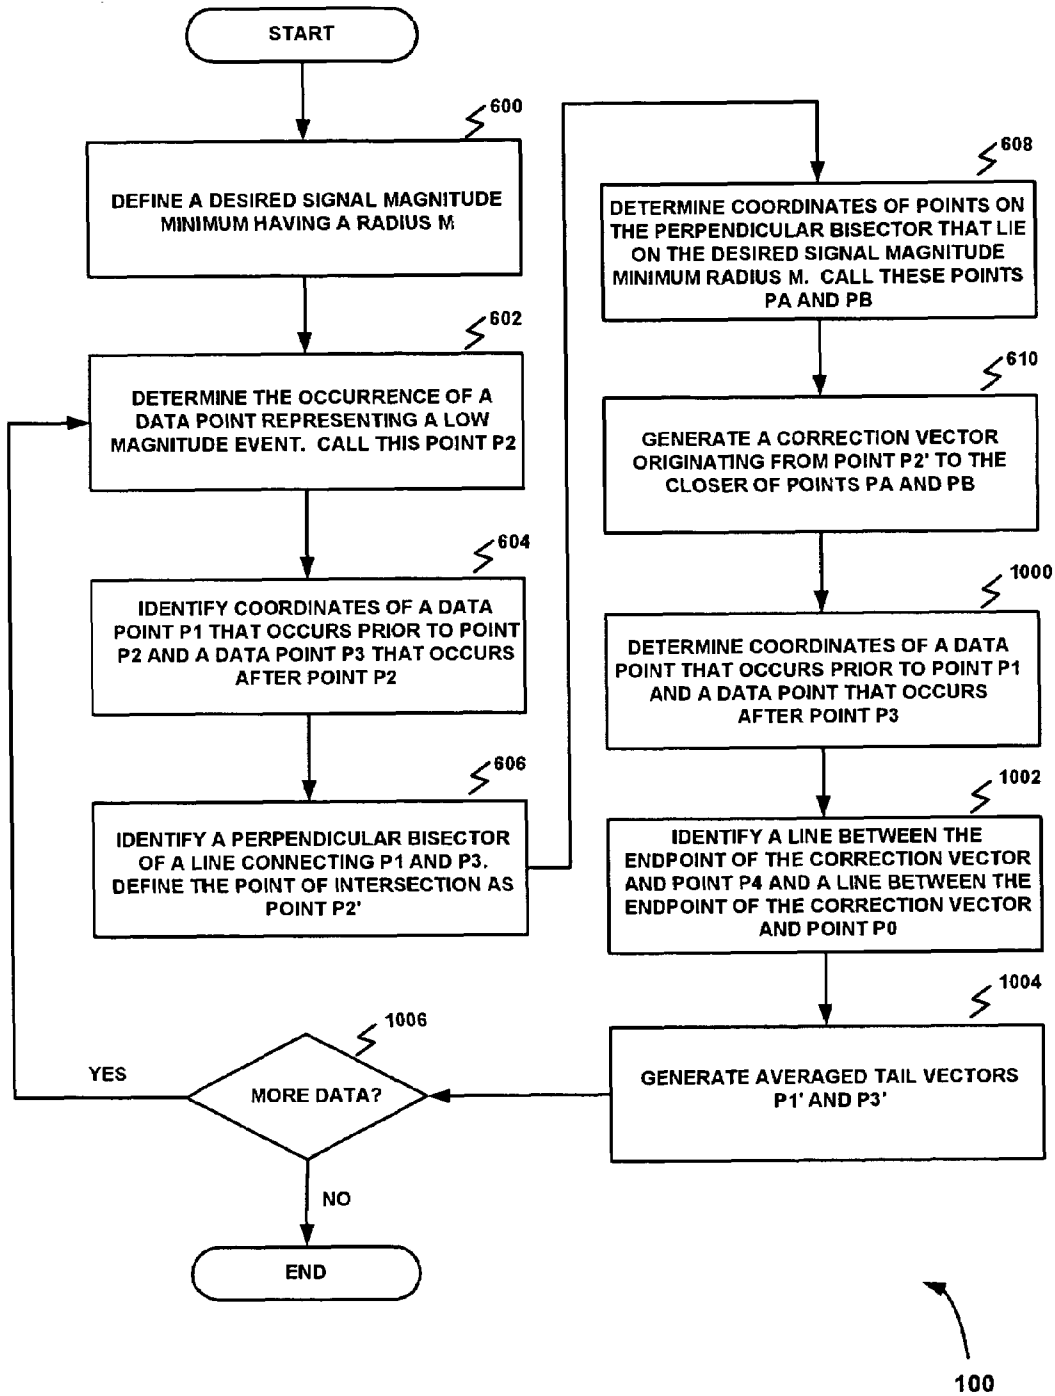 START
600
DEFINE A DESIRED SIGNAL MAGNITUDE
MINIMUM HAVING A RADIUS M
602
DETERMINE THE OCCURRENCE OF A
DATA POINT REPRESENTING A LOW
MAGNITUDE EVENT. CALL THIS POINT P2
604
IDENTIFY COORDINATES OF A DATA
POINT P1 THAT OCCURS PRIOR TO POINT
P2 AND A DATA POINT P3 THAT OCCURS
AFTER POINT P2
606
IDENTIFY A PERPENDICULAR BISECTOR
OF A LINE CONNECTING P1 AND P3.
DEFINE THE POINT OF INTERSECTION AS
POINT P2'
608
DETERMINE COORDINATES OF POINTS ON
THE PERPENDICULAR BISECTOR THAT LIE
ON THE DESIRED SIGNAL MAGNITUDE
MINIMUM RADIUS M. CALL THESE POINTS
PA AND PB
610
GENERATE A CORRECTION VECTOR
ORIGINATING FROM POINT P2' TO THE
CLOSER OF POINTS PA AND PB
1000
DETERMINE COORDINATES OF A DATA
POINT THAT OCCURS PRIOR TO POINT P1
AND A DATA POINT THAT OCCURS
AFTER POINT P3
1002
IDENTIFY A LINE BETWEEN THE
ENDPOINT OF THE CORRECTION VECTOR
AND POINT P4 AND A LINE BETWEEN THE
ENDPOINT OF THE CORRECTION VECTOR
AND POINT P0
1004
GENERATE AVERAGED TAIL VECTORS
P1' AND P3'
1006
MORE DATA?
YES
NO
END
100